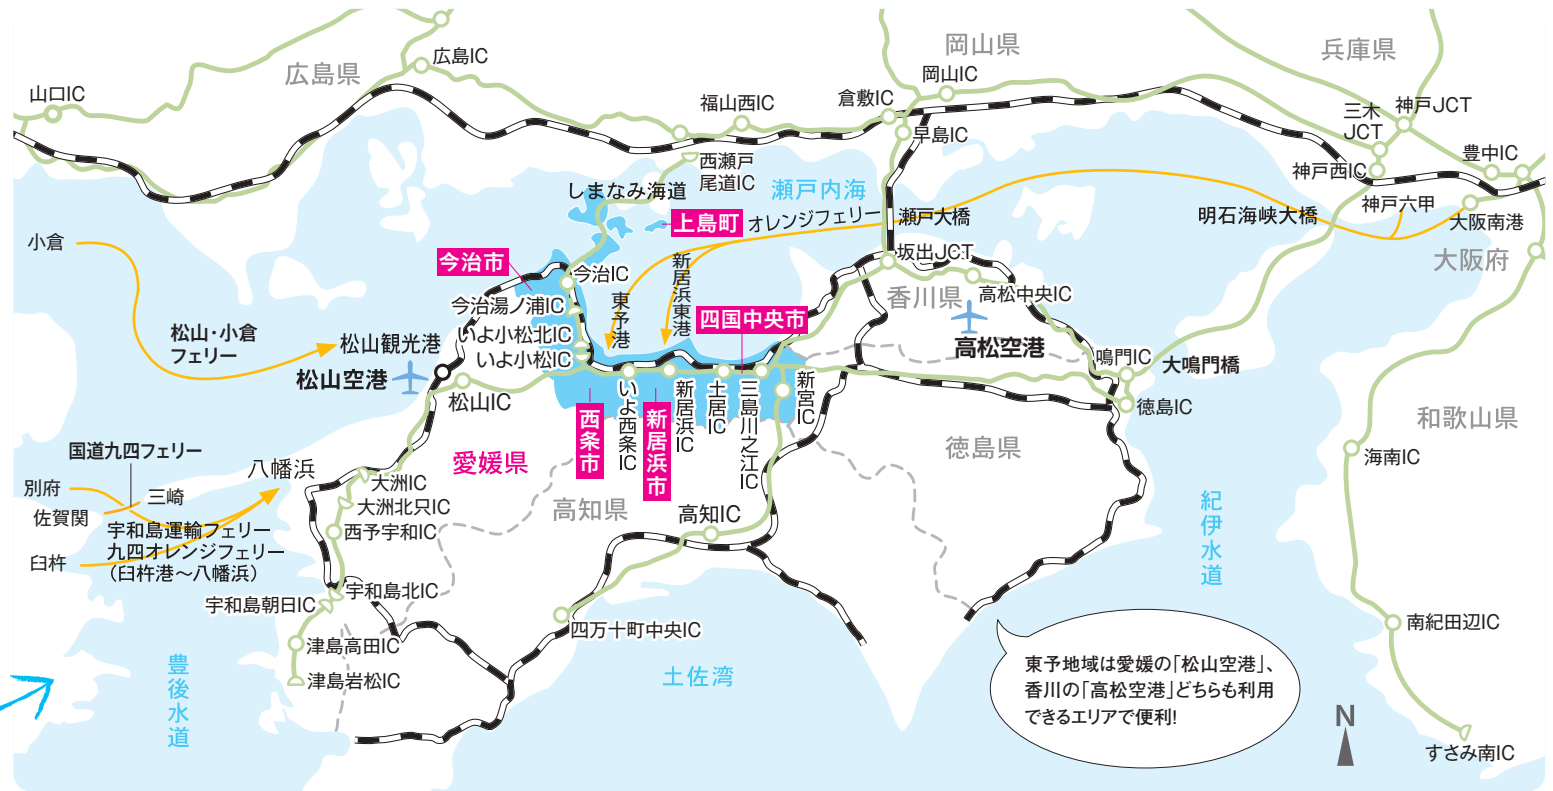 広島IC
広島県
山口IC
岡山県
岡山IC
兵庫県
福山西IC
倉敷IC
早島IC
三木
JCT
神戸JCT
神戸西IC
豊中IC
西瀬戸
尾道IC
しまなみ海道
瀬戸内海
上島町
オレンジフェリー
瀬戸大橋
明石海峡大橋
神戸六甲
大阪南港
大阪府
小倉
松山・小倉
フェリー
今治市
今治IC
今治湯ノ浦IC
いよ小松北IC
いよ小松IC
東予港
新居浜東港
四国中央市
坂出JCT
香川県
高松中央IC
高松空港
鳴門IC
大鳴門橋
徳島IC
松山観光港
松山空港
松山IC
西条市
いよ西条IC
新居浜市
新居浜IC
土居IC
三島川之江IC
新宮IC
愛媛県
高知県
徳島県
和歌山県
海南IC
国道九四フェリー
別府
佐賀関
三崎
八幡浜
臼杵
宇和島運輸フェリー
九四オレンジフェリー
（臼杵港～八幡浜）
大洲IC
大洲北只IC
西予宇和IC
宇和島北IC
宇和島朝日IC
津島高田IC
津島岩松IC
高知IC
四万十町中央IC
豊後水道
土佐湾
紀伊水道
南紀田辺IC
すさみ南IC
東予地域は愛媛の「松山空港」、
香川の「高松空港」どちらも利用
できるエリアで便利!
N